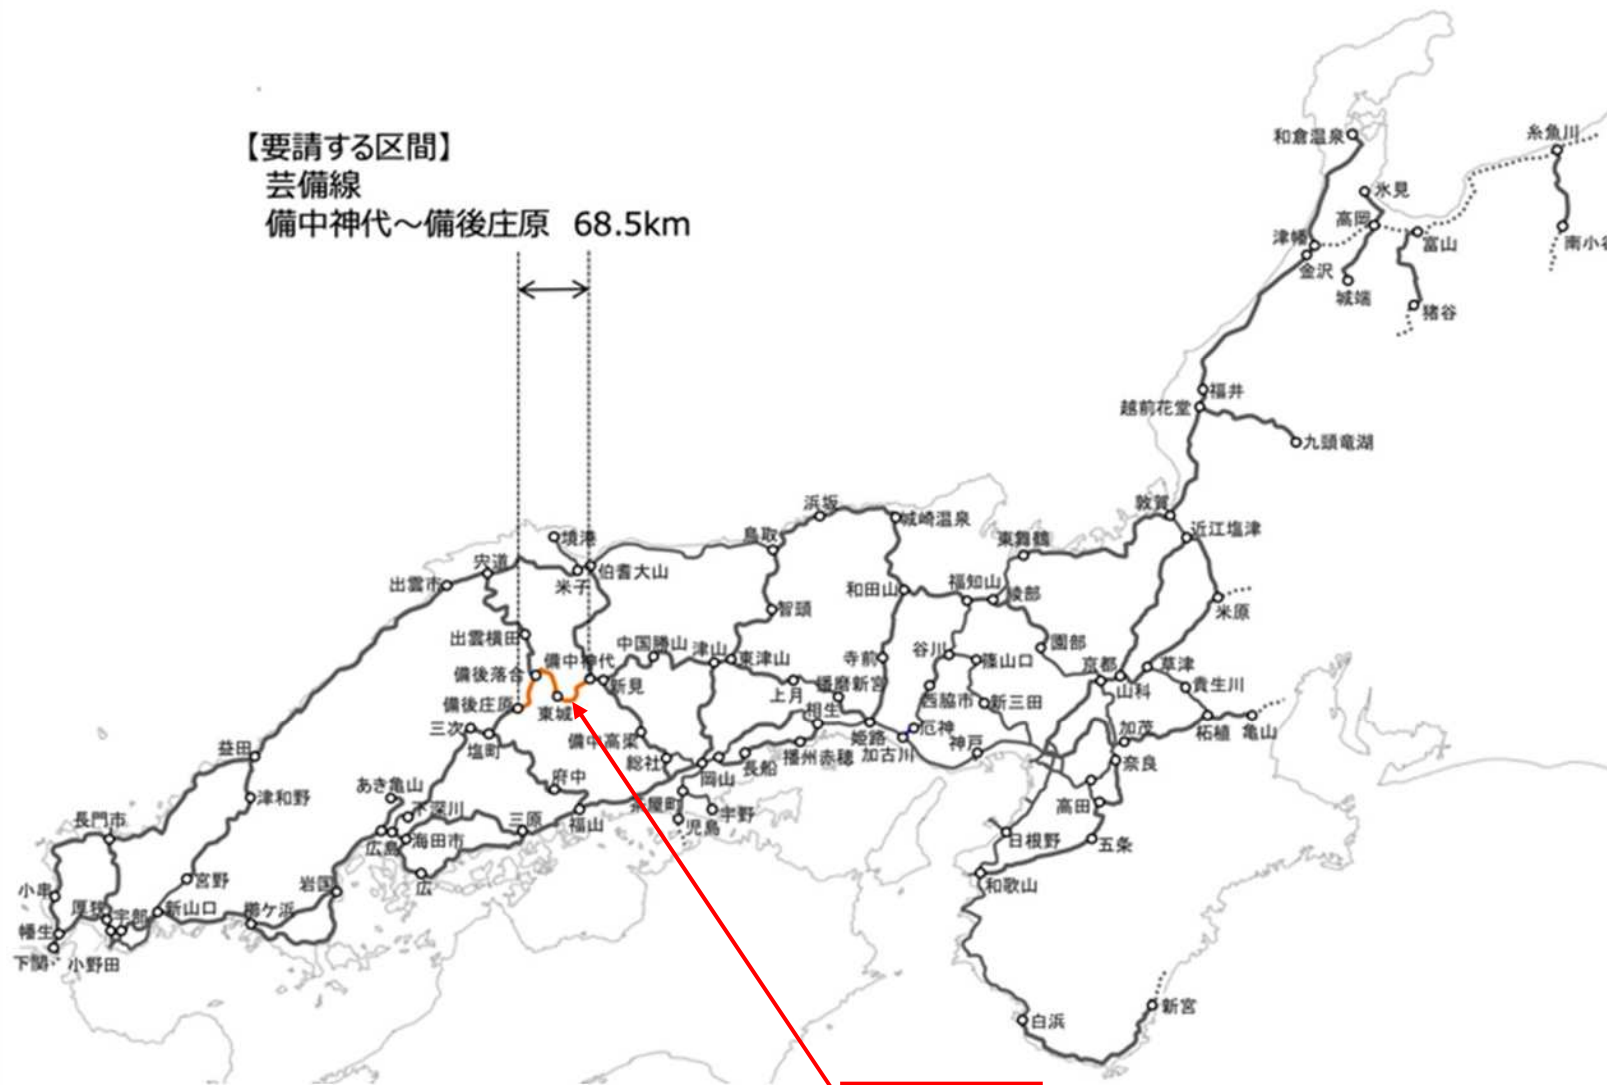 【要請する区間】
芸備線
備中神代～備後庄原 68.5km
和倉温泉
糸魚川
氷見
高岡
津幡
富山
南小谷
金沢
城端
猪谷
福井
越前花堂
九頭竜湖
敦賀
近江塩津
浜坂
城崎温泉
鳥取
東舞鶴
境港
宍道
伯耆大山
米子
出雲市
和田山
福知山
綾部
米原
智頭
出雲横田
中国勝山
津山
東津山
寺前
谷川
篠山口
園部
京都
草津
山科
備中神代
備後落合
新見
上月
播磨新宮
西脇市
新三田
貴生川
備後庄原
東城
相生
三次
塩町
備中高梁
姫路
加古川
厄神
神戸
加茂
柘植
亀山
益田
総社
岡山
長船
播州赤穂
奈良
あき亀山
府中
津和野
下深川
三原
福山
茶屋町
宇野
児島
高田
長門市
広島
海田市
日根野
五条
宮野
岩国
広
和歌山
小串
厚狭
宇部
新山口
櫛ケ浜
幡生
下関
小野田
白浜
新宮